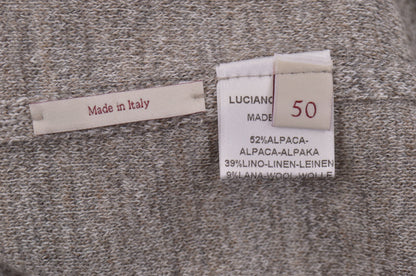 Made in Italy
LUCIANO
50
MADE
52%ALPACA-
ALPACA-ALPAKA
39%LINO-LINEN-LEINEN
9%LANA-WOOL-WOLLE